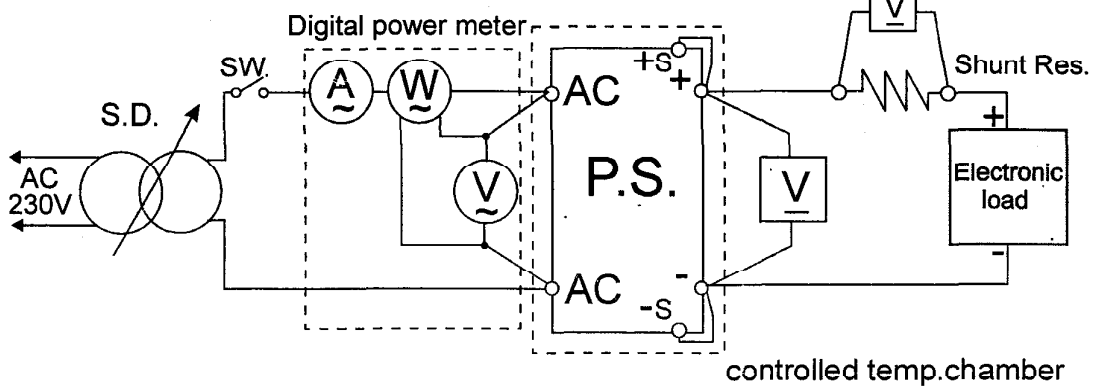 Digital power meter
V
SW.
A
W
+S
+
Shunt Res.
S.D.
AC
+
AC
230V
V
P.S.
V
Electronic
load
AC
-
-
-S
controlled temp.chamber